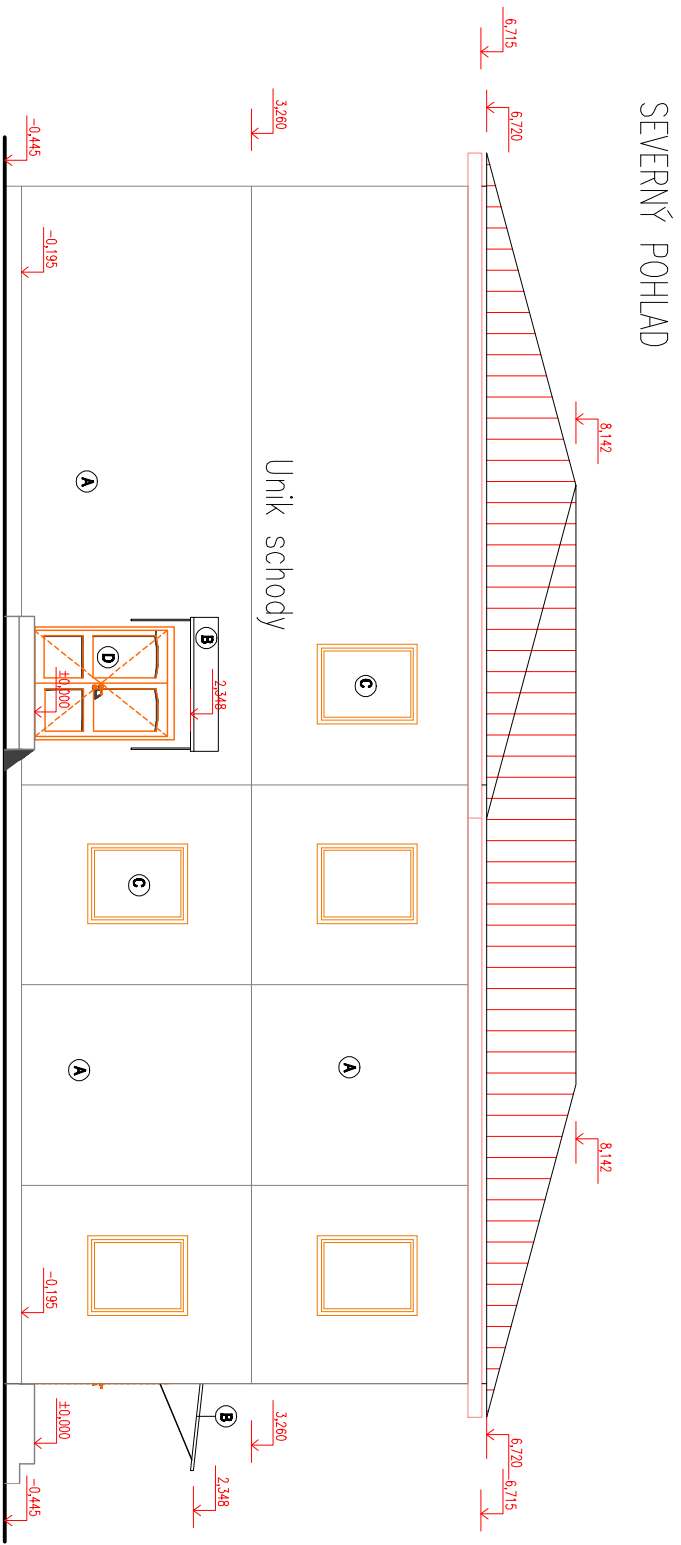 SEVERNÝ POHLAD
8,142
8,142
6,715
6,720
6,720
6,715
C
A
3,260
3,260
Unik schody
B
2,348
B
2,348
A
D
C
A
±0,000
±0,000
-0,195
-0,195
-0,445
-0,445